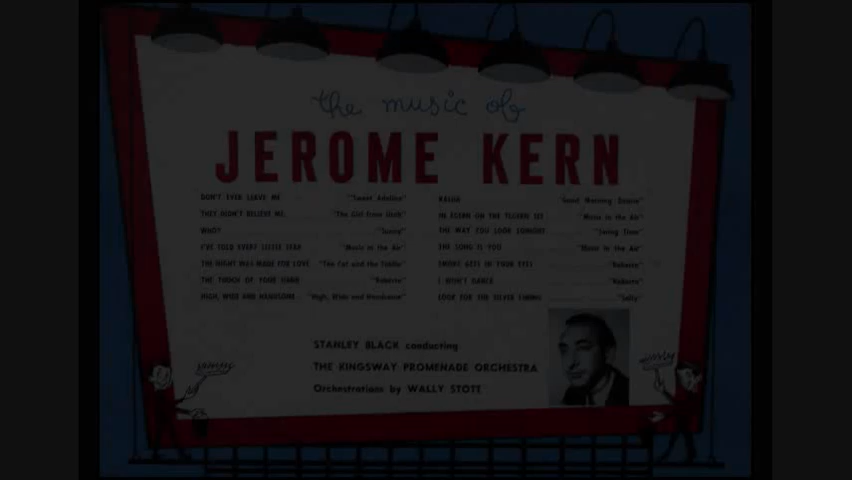 the music of
JEROME KERN
DON'T EVER LEAVE ME "Sweet Adeline"
THEY DIDN'T BELIEVE ME "The Girl From Utah"
WHO? "Sunny"
I'VE TOLD EVERY LITTLE STAR "Music in the Air"
THE NIGHT WAS MADE FOR LOVE "The Cat and the Fiddle"
THE TOUCH OF YOUR HAND "Roberta"
HIGH, WIDE AND HANDSOME "High, Wide and Handsome"
"Good Morning Dearie"
IN EGERN ON THE TEGERN SEE "Music in the Air"
THE WAY YOU LOOK TONIGHT "Swing Time"
THE SONG IS YOU "Music in the Air"
SMOKE GETS IN YOUR EYES "Roberta"
I WON'T DANCE "Roberta"
LOOK FOR THE SILVER LINING "Sally"
STANLEY BLACK conducting
THE KINGSWAY PROMENADE ORCHESTRA
Orchestrations by WALLY STOTT